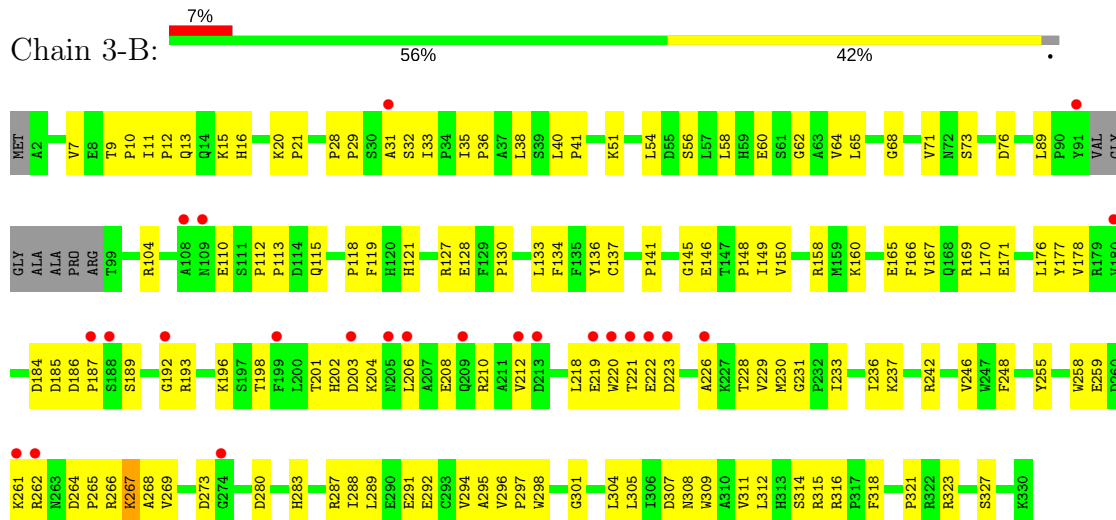 7%
Chain 3-B:
56% 42% •
MET A2 V7 E8 T9 P10 I11 P12 Q13 Q14 K15 H16 K20 P21 P28 P29 S30 A31 S32 I33 P34 I35 P36 A37 L38 S39 L40 P41 K51 L54 D55 S56 L57 L58 H59 E60 S61 G62 A63 V64 L65 G68 V71 N72 S73 D76 L89 P90 Y91 VAL GLY
GLY ALA ALA PRO ARG T99 R104 A108 N109 E110 S111 P112 P113 D114 Q115 P118 F119 H120 H121 R127 E128 F129 P130 L133 F134 F135 Y136 C137 P141 G145 E146 T147 P148 I149 V150 R158 M159 K160 E165 F166 V167 Q168 R169 L170 E171 L176 Y177 V178 R179 V180
D184 D185 D186 P187 S188 S189 G192 R193 K196 S197 T198 F199 L200 T201 H202 D203 K204 N205 L206 A207 E208 Q209 R210 A211 V212 D213 L218 E219 W220 T221 E222 D223 A226 K227 T228 V229 M230 G231 P232 I233 I236 K237 R242 V246 W247 F248 Y255 W258 E259 D260
K261 R262 N263 D264 P265 R266 K267 A268 V269 D273 G274 D280 H283 R287 I288 L289 E290 E291 E292 C293 V294 A295 V296 P297 W298 G301 L304 L305 I306 D307 N308 W309 A310 V311 L312 H313 S314 R315 R316 P317 F318 P321 R322 R323 S327 K330